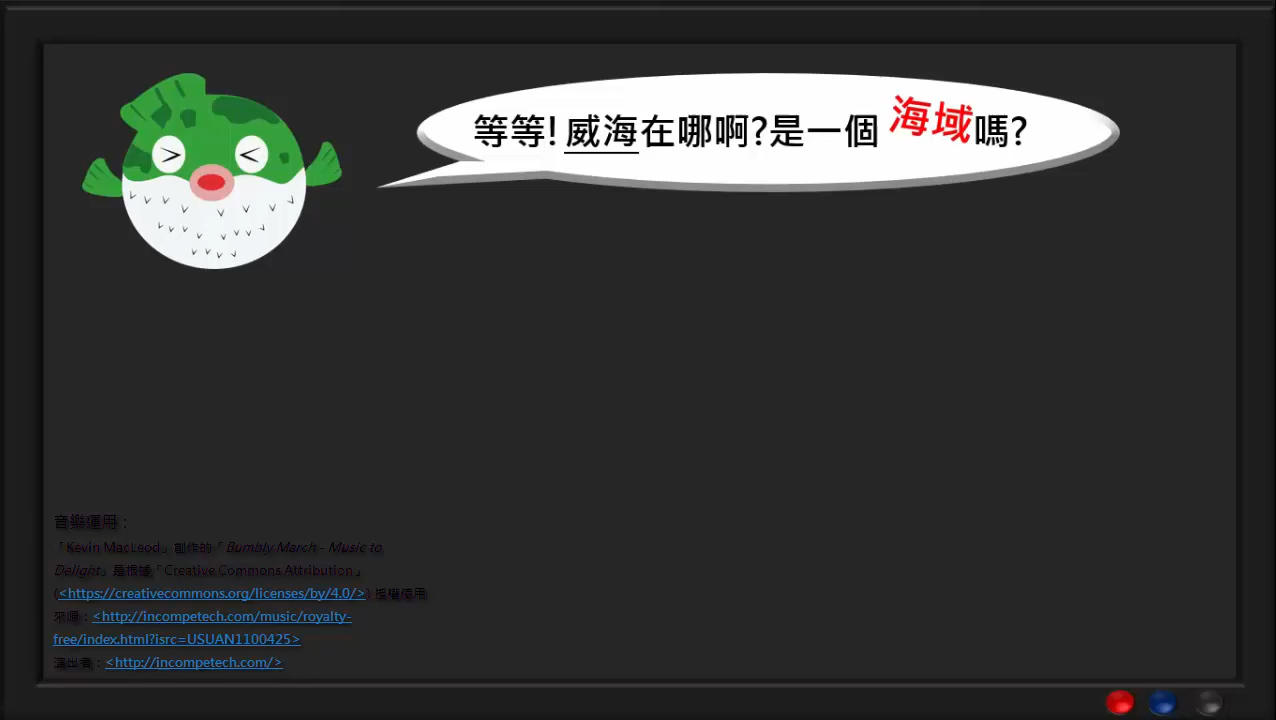 等等! 威海在哪啊?是一個 海域嗎?
音樂運用：
「Kevin MacLeod」創作的「Bumbly March - Music to
Delight」是根據「Creative Commons Attribution」
(<https://creativecommons.org/licenses/by/4.0/>) 授權使用
來源：<http://incompetech.com/music/royalty-
free/index.html?isrc=USUAN1100425>
演出者：<http://incompetech.com/>